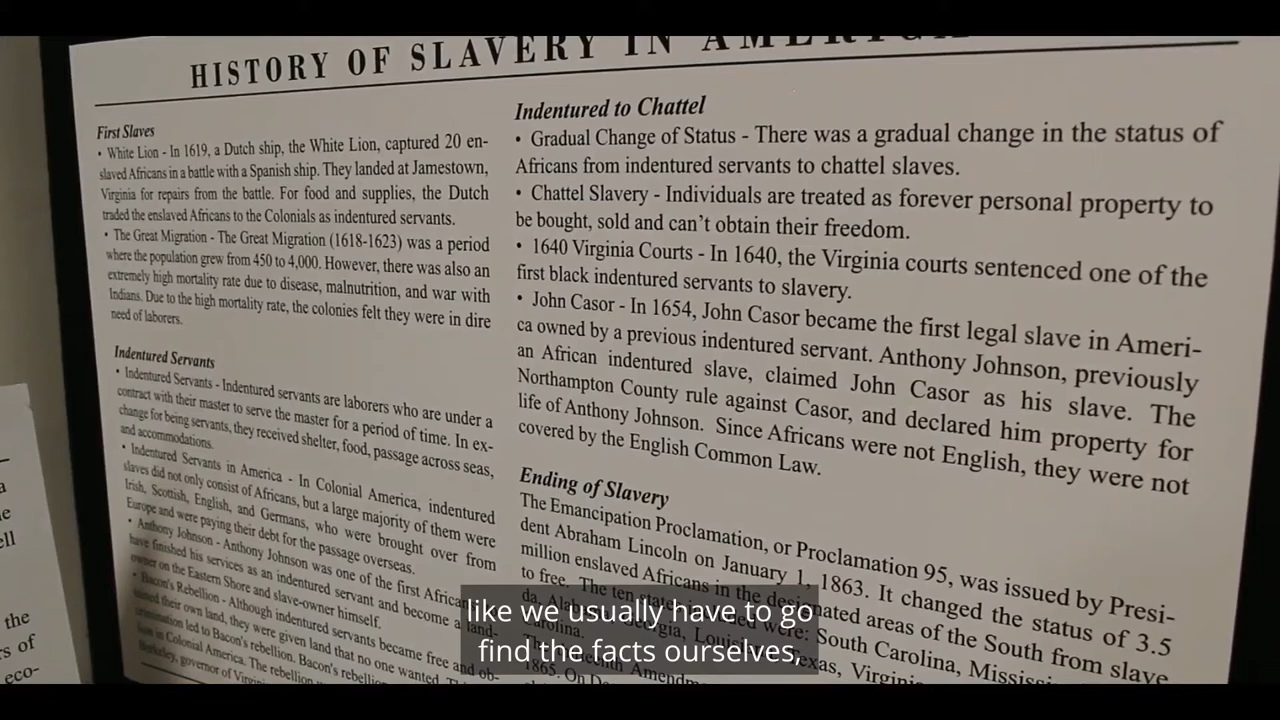 HISTORY OF SLAVERY IN AMERICA
First Slaves
• White Lion - In 1619, a Dutch ship, the White Lion, captured 20 en-
slaved Africans in a battle with a Spanish ship. They landed at Jamestown,
Virginia for repairs from the battle. For food and supplies, the Dutch
traded the enslaved Africans to the Colonials as indentured servants.
• The Great Migration - The Great Migration (1618-1623) was a period
where the population grew from 450 to 4,000. However, there was also an
extremely high mortality rate due to disease, malnutrition, and war with
Indians. Due to the high mortality rate, the colonies felt they were in dire
need of laborers.
Indentured Servants
• Indentured Servants - Indentured servants are laborers who are under a
contract with their master to serve the master for a period of time. In ex-
change for being servants, they received shelter, food, passage across seas,
and accommodations.
• Indentured Servants in America - In Colonial America, indentured
slaves did not only consist of Africans, but a large majority of them were
Irish, Scottish, English, and Germans, who were brought over from
Europe and were paying their debt for the passage overseas.
• Anthony Johnson - Anthony Johnson was one of the first African
have finished his services as an indentured servant and become a land-
owner on the Eastern Shore and slave-owner himself.
• Bacon's Rebellion - Although indentured servants became free and ob-
tained their own land, they were given land that no one wanted. This
led to Bacon's rebellion. Bacon's rebellion
in Colonial America. The rebellion
Berkeley, governor of Virginia
Indentured to Chattel
• Gradual Change of Status - There was a gradual change in the status of
Africans from indentured servants to chattel slaves.
• Chattel Slavery - Individuals are treated as forever personal property to
be bought, sold and can't obtain their freedom.
• 1640 Virginia Courts - In 1640, the Virginia courts sentenced one of the
first black indentured servants to slavery.
• John Casor - In 1654, John Casor became the first legal slave in Ameri-
ca owned by a previous indentured servant. Anthony Johnson, previously
an African indentured slave, claimed John Casor as his slave. The
Northampton County rule against Casor, and declared him property for
life of Anthony Johnson. Since Africans were not English, they were not
covered by the English Common Law.
Ending of Slavery
The Emancipation Proclamation, or Proclamation 95, was issued by Presi-
dent Abraham Lincoln on January 1, 1863. It changed the status of 3.5
million enslaved Africans in the designated areas of the South from slave
to free. The ten states were: South Carolina, Mississi
da, Alabama, Georgia, Louisi Texas, Virgini
Carolina.
The Amendm
1865. On De
a
e
ell
the
s of
eco-
like we usually have to go
find the facts ourselves,